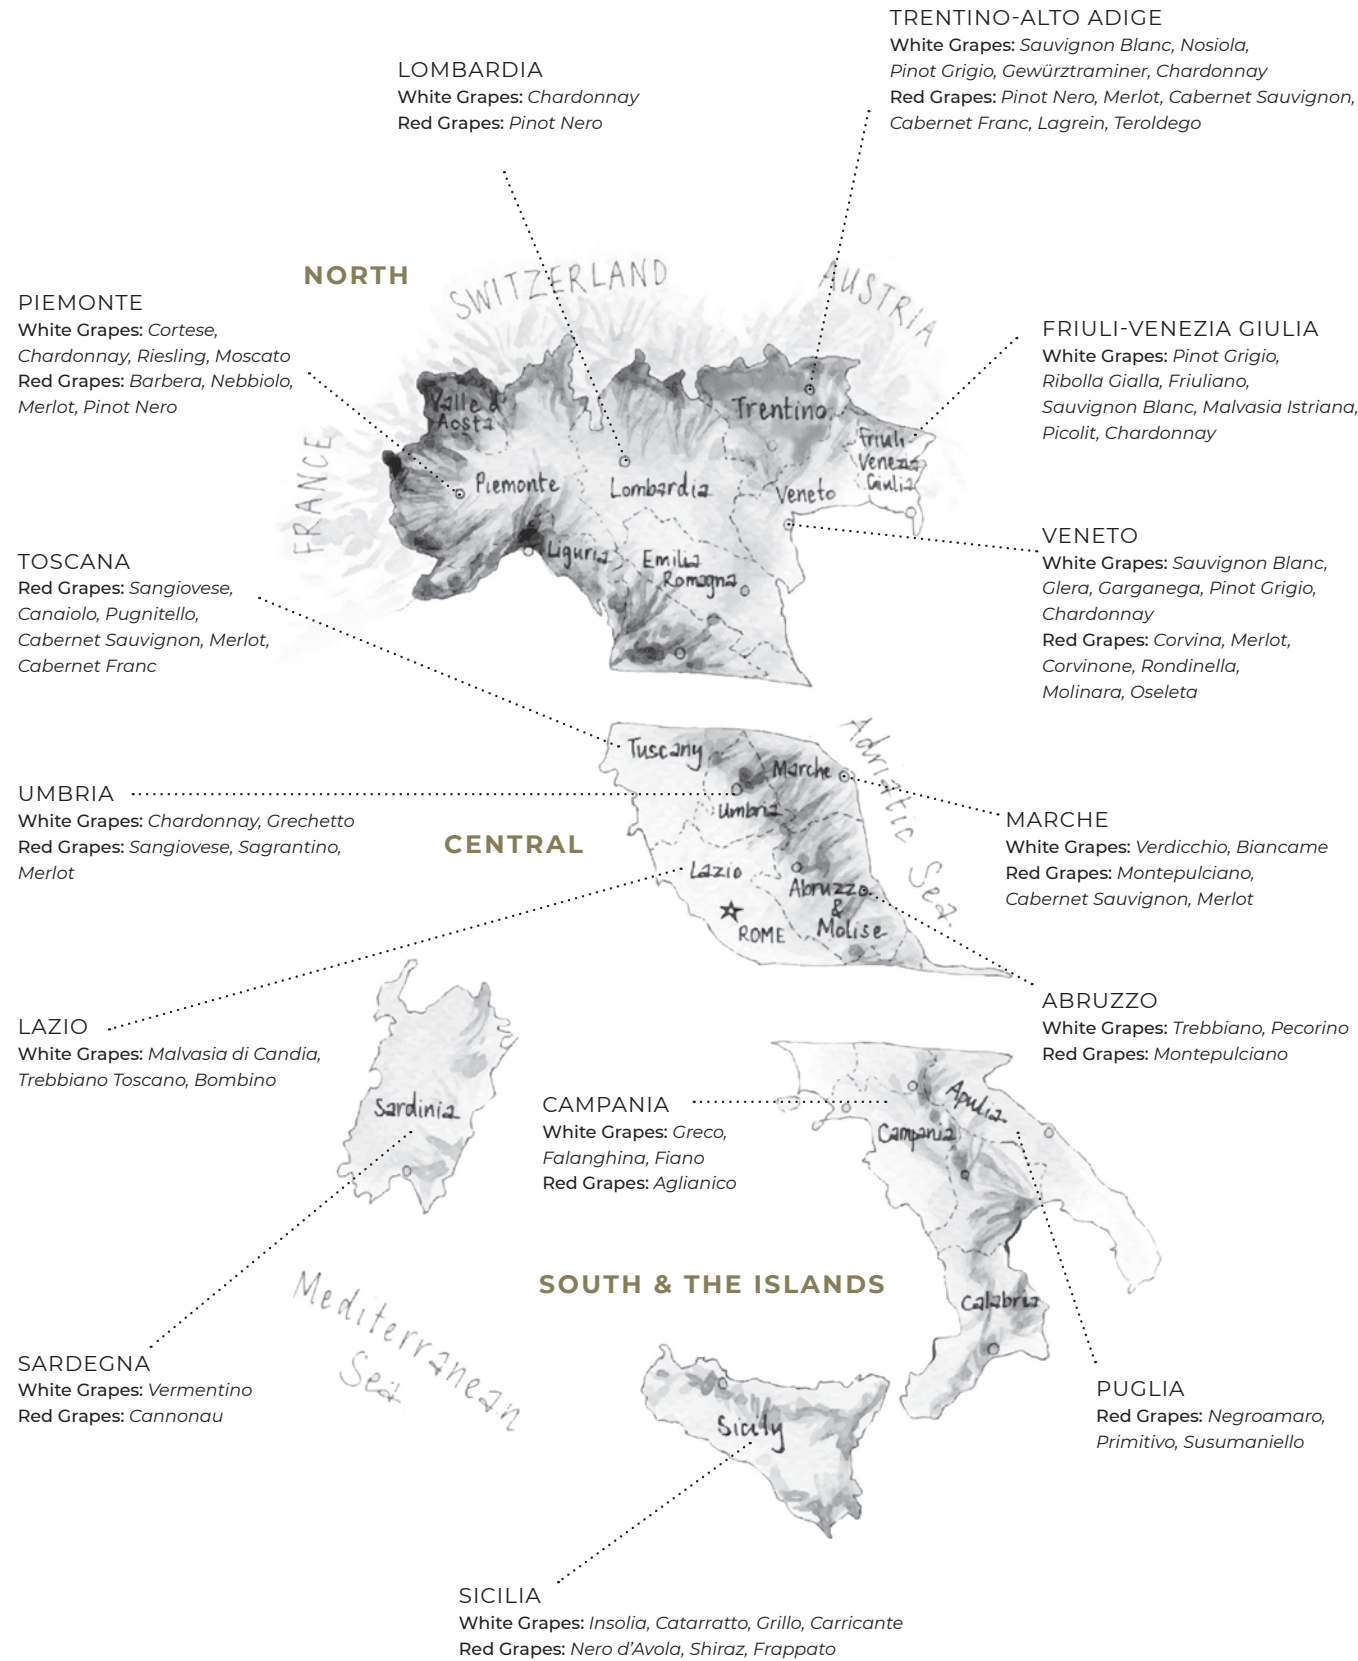 TRENTINO-ALTO ADIGE
White Grapes: Sauvignon Blanc, Nosiola,
Pinot Grigio, Gewürztraminer, Chardonnay
Red Grapes: Pinot Nero, Merlot, Cabernet Sauvignon,
Cabernet Franc, Lagrein, Teroldego
LOMBARDIA
White Grapes: Chardonnay
Red Grapes: Pinot Nero
NORTH
SWITZERLAND
AUSTRIA
FRANCE
PIEMONTE
White Grapes: Cortese,
Chardonnay, Riesling, Moscato
Red Grapes: Barbera, Nebbiolo,
Merlot, Pinot Nero
FRIULI-VENEZIA GIULIA
White Grapes: Pinot Grigio,
Ribolla Gialla, Friuliano,
Sauvignon Blanc, Malvasia Istriana,
Picolit, Chardonnay
Valle d'
Aosta
Trentino
Friuli
Venezia
Giulia
Piemonte
Lombardia
Veneto
Liguria
Emilia
Romagna
TOSCANA
Red Grapes: Sangiovese,
Canaiolo, Pugnitello,
Cabernet Sauvignon, Merlot,
Cabernet Franc
VENETO
White Grapes: Sauvignon Blanc,
Glera, Garganega, Pinot Grigio,
Chardonnay
Red Grapes: Corvina, Merlot,
Corvinone, Rondinella,
Molinara, Oseleta
Tuscany
Marche
Umbria
Adriatic Sea
UMBRIA
White Grapes: Chardonnay, Grechetto
Red Grapes: Sangiovese, Sagrantino,
Merlot
CENTRAL
MARCHE
White Grapes: Verdicchio, Biancame
Red Grapes: Montepulciano,
Cabernet Sauvignon, Merlot
Lazio
Abruzzo
&
Molise
ROME
LAZIO
White Grapes: Malvasia di Candia,
Trebbiano Toscano, Bombino
ABRUZZO
White Grapes: Trebbiano, Pecorino
Red Grapes: Montepulciano
Sardinia
CAMPANIA
White Grapes: Greco,
Falanghina, Fiano
Red Grapes: Aglianico
Apulia
Campania
SOUTH & THE ISLANDS
Calabria
Mediterranean
Sea
SARDEGNA
White Grapes: Vermentino
Red Grapes: Cannonau
PUGLIA
Red Grapes: Negroamaro,
Primitivo, Susumaniello
Sicily
SICILIA
White Grapes: Insolia, Catarratto, Grillo, Carricante
Red Grapes: Nero d'Avola, Shiraz, Frappato